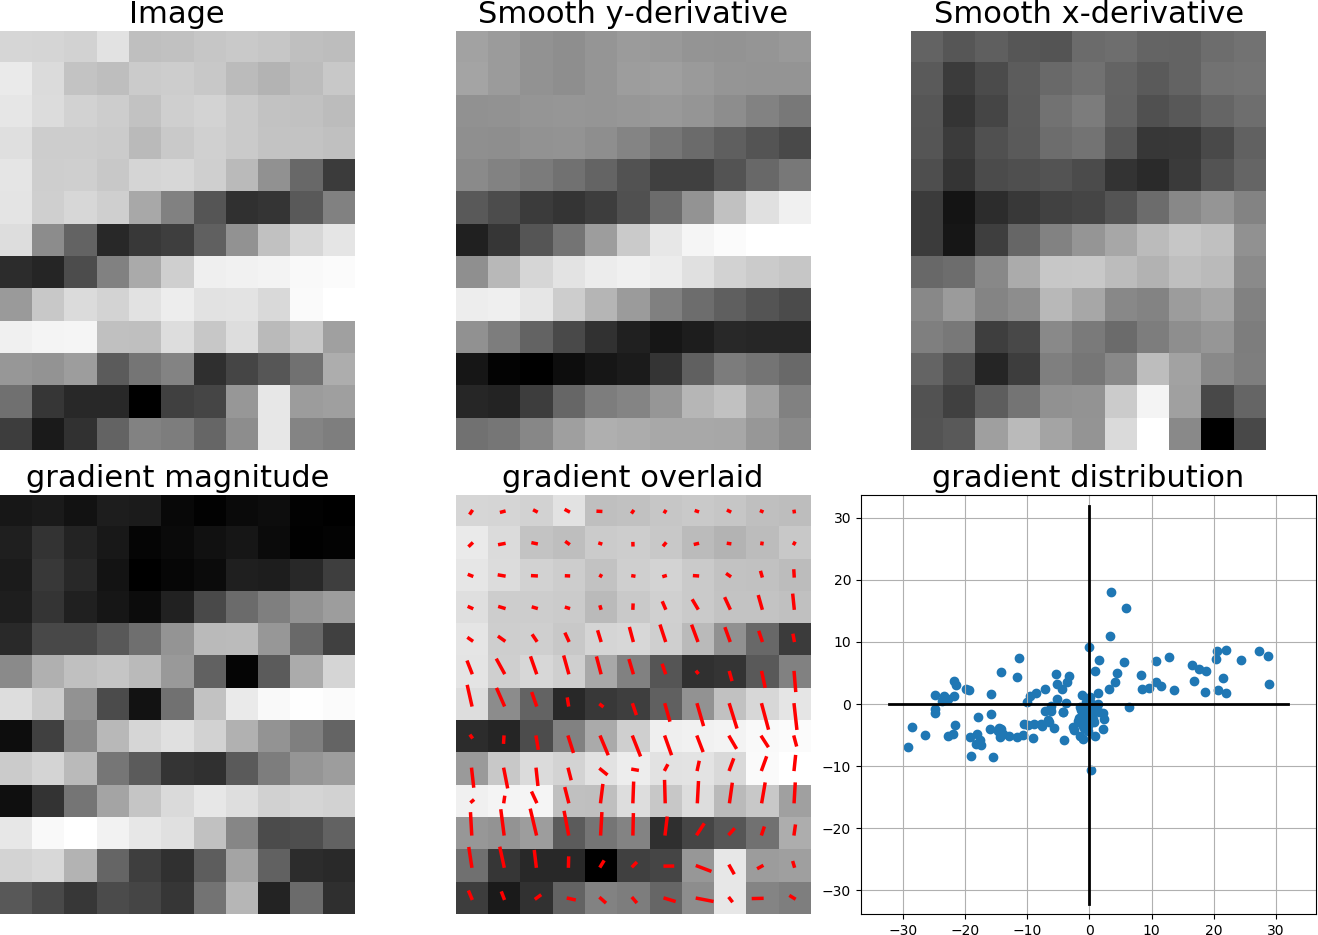 Image
Smooth y-derivative
Smooth x-derivative
gradient magnitude
gradient overlaid
gradient distribution
30
20
10
0
−10
−20
−30
−30 −20 −10 0 10 20 30